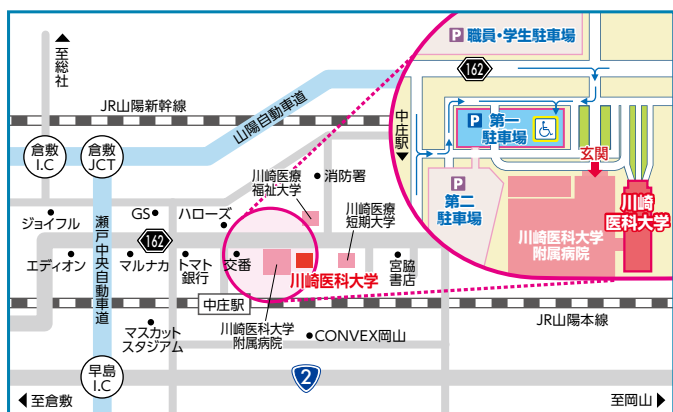 至総社
JR山陽新幹線
山陽自動車道
倉敷
I.C
倉敷
JCT
瀬戸中央自動車道
ジョイフル
GS
ハローズ
川崎医療
福祉大学
消防署
川崎医療
短期大学
162
エディオン
マルナカ
トマト
銀行
交番
川崎医科大学
宮脇
書店
中庄駅
JR山陽本線
マスカット
スタジアム
川崎医科大学
附属病院
CONVEX岡山
早島
I.C
2
至倉敷
至岡山
P 職員・学生駐車場
162
中庄駅
P 第一
駐車場
玄関
P
第二
駐車場
川崎医科大学
附属病院
川崎
医科大学